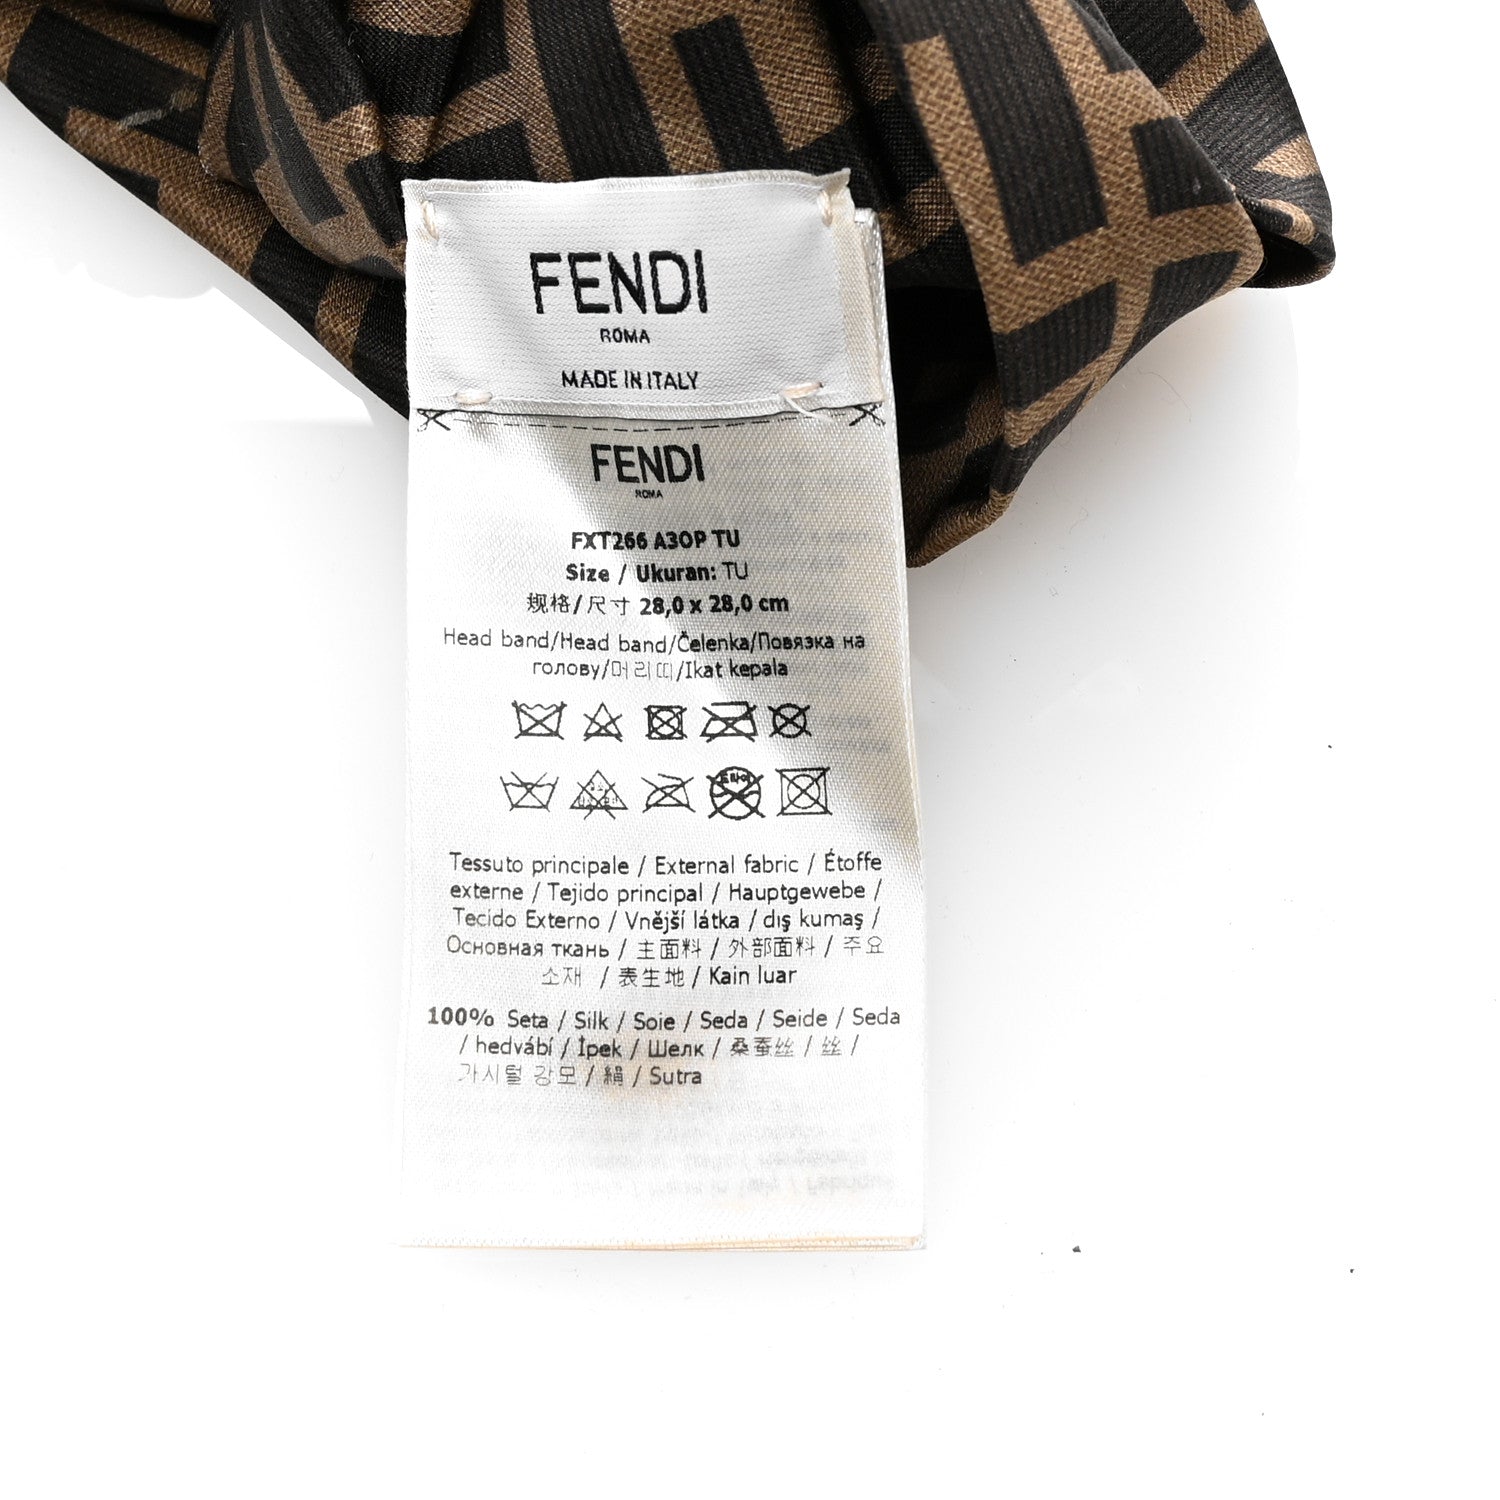 FENDI
ROMA
MADE IN ITALY
FENDI
ROMA
FXT266 A3OP TU
Size / Ukuran: TU
规格/尺寸 28,0 x 28,0 cm
Head band/Head band/Čelenka/Повязка на
голову/머리띠/Ikat kepala
드라이
Tessuto principale / External fabric / Étoffe
externe / Tejido principal / Hauptgewebe /
Tecido Externo / Vnější látka / dış kumaş /
Основная ткань / 主面料 / 外部面料 / 주요
소재 / 表生地 / Kain luar
100% Seta / Silk / Soie / Seda / Seide / Seda
/ hedvábí / İpek / Шелк / 桑蚕丝 / 丝 /
가시털 강모 / 絹 / Sutra